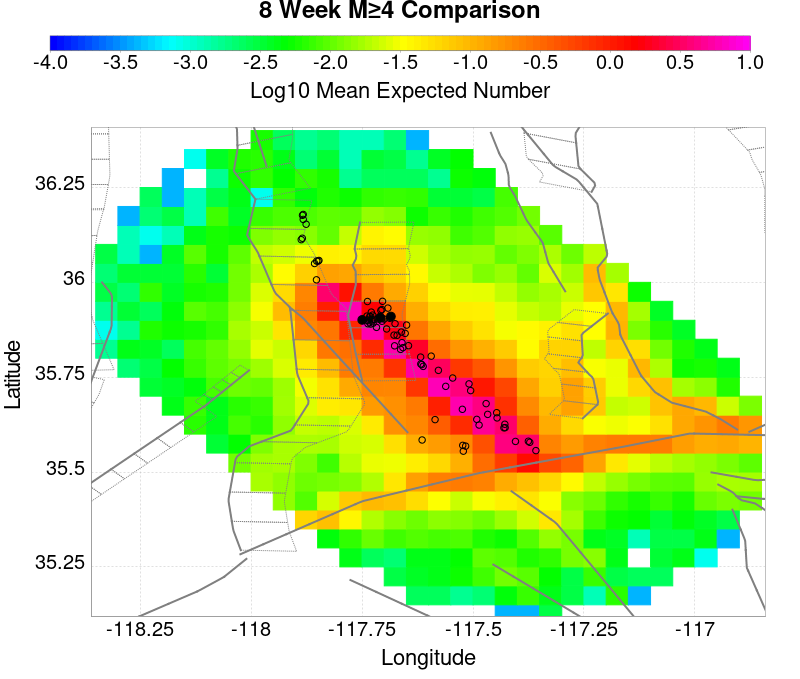 8 Week M≥4 Comparison
-4.0 -3.5 -3.0 -2.5 -2.0 -1.5 -1.0 -0.5 0.0 0.5 1.0
Log10 Mean Expected Number
36.25
36
35.75
35.5
35.25
Latitude
-118.25 -118 -117.75 -117.5 -117.25 -117
Longitude